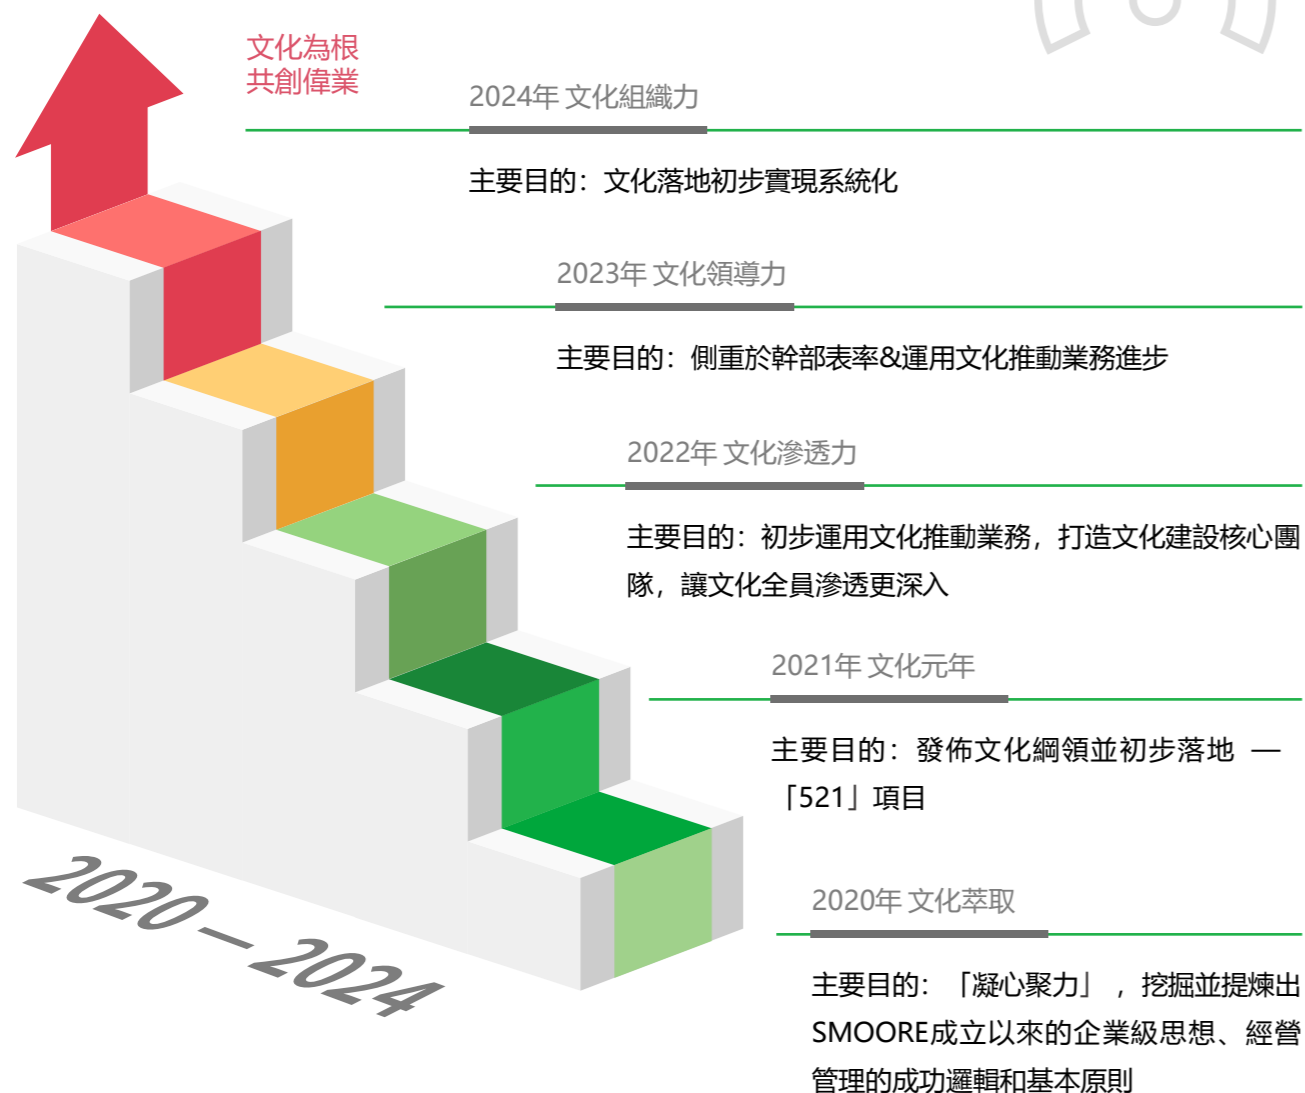 文化為根
共創偉業
2024年 文化組織力
主要目的：文化落地初步實現系統化
2023年 文化領導力
主要目的：側重於幹部表率&運用文化推動業務進步
2022年 文化滲透力
主要目的：初步運用文化推動業務，打造文化建設核心團
隊，讓文化全員滲透更深入
2021年 文化元年
主要目的：發佈文化綱領並初步落地 —
「521」項目
2020年 文化萃取
主要目的：「凝心聚力」，挖掘並提煉出
SMOORE成立以來的企業級思想、經營
管理的成功邏輯和基本原則
2020 — 2024